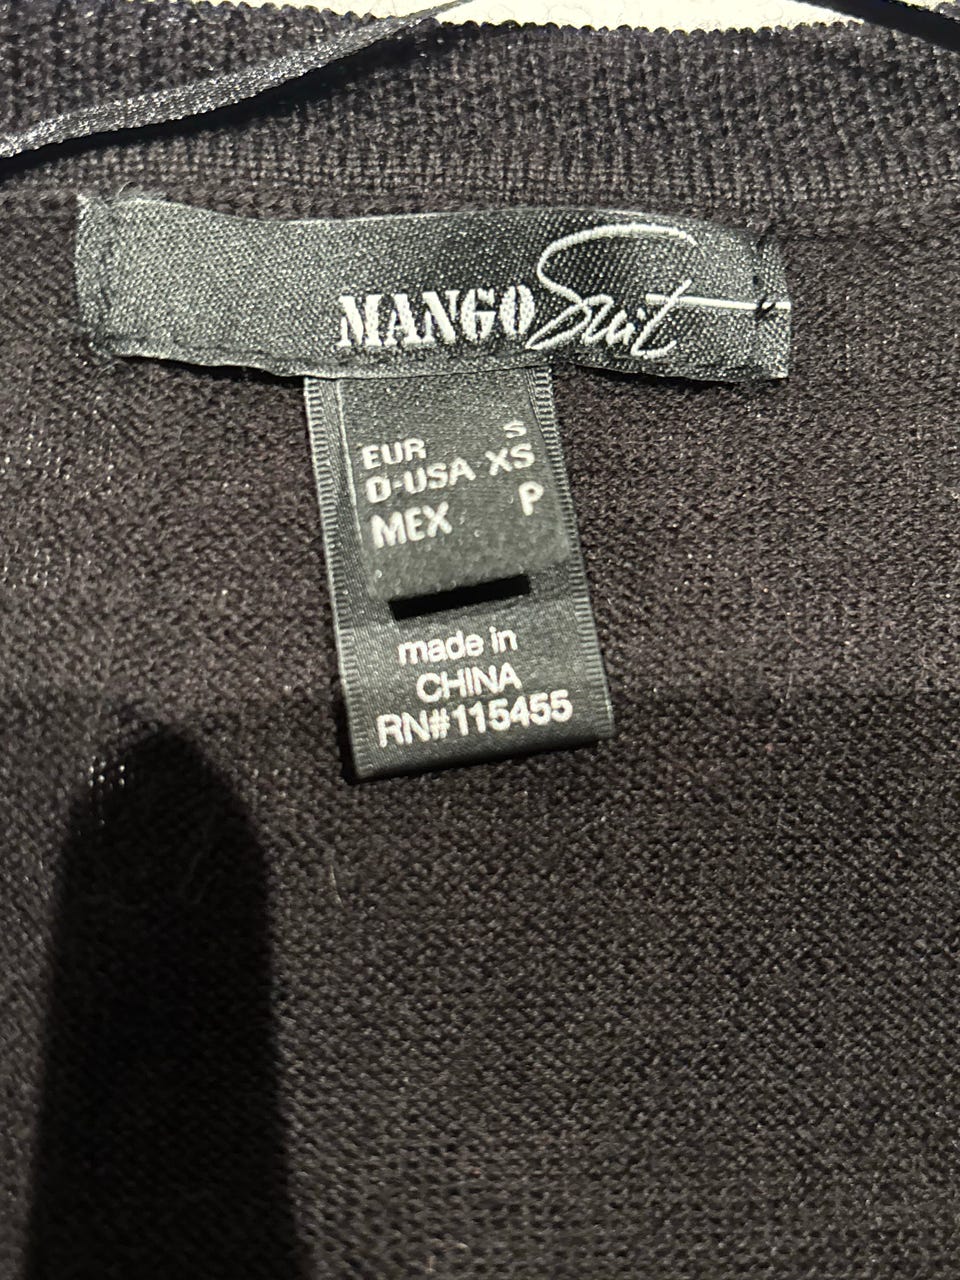 MANGO Suit
EUR S
D-USA XS
MEX P
made in
CHINA
RN#115455